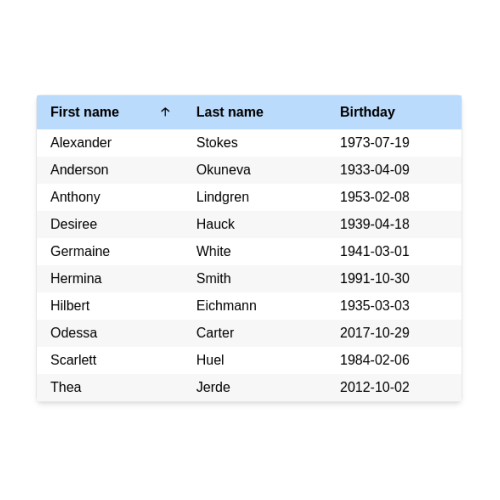 First name ↑ Last name Birthday
Alexander Stokes 1973-07-19
Anderson Okuneva 1933-04-09
Anthony Lindgren 1953-02-08
Desiree Hauck 1939-04-18
Germaine White 1941-03-01
Hermina Smith 1991-10-30
Hilbert Eichmann 1935-03-03
Odessa Carter 2017-10-29
Scarlett Huel 1984-02-06
Thea Jerde 2012-10-02